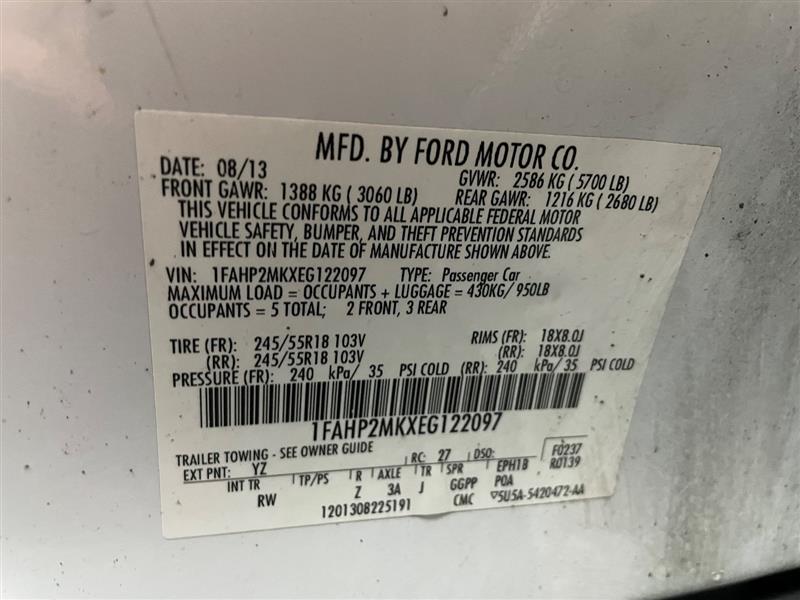 MFD. BY FORD MOTOR CO.
DATE: 08/13 GVWR: 2586 KG ( 5700 LB)
FRONT GAWR: 1388 KG ( 3060 LB) REAR GAWR: 1216 KG ( 2680 LB)
THIS VEHICLE CONFORMS TO ALL APPLICABLE FEDERAL MOTOR
VEHICLE SAFETY, BUMPER, AND THEFT PREVENTION STANDARDS
IN EFFECT ON THE DATE OF MANUFACTURE SHOWN ABOVE.
VIN: 1FAHP2MKXEG122097 TYPE: Passenger Car
MAXIMUM LOAD = OCCUPANTS + LUGGAGE = 430KG/ 950LB
OCCUPANTS = 5 TOTAL; 2 FRONT, 3 REAR
TIRE (FR): 245/55R18 103V RIMS (FR): 18X8.0J
(RR): 245/55R18 103V (RR): 18X8.0J
PRESSURE (FR): 240 kPa/ 35 PSI COLD (RR): 240 kPa/ 35 PSI COLD
1FAHP2MKXEG122097
TRAILER TOWING - SEE OWNER GUIDE
EXT PNT: YZ RC: 27 DSO: F0237
R0139
INT TR TP/PS R AXLE TR SPR EPH1B
RW Z 3A J GGPP POA
1201308225191 CMC ▽5U5A-5420472-AA